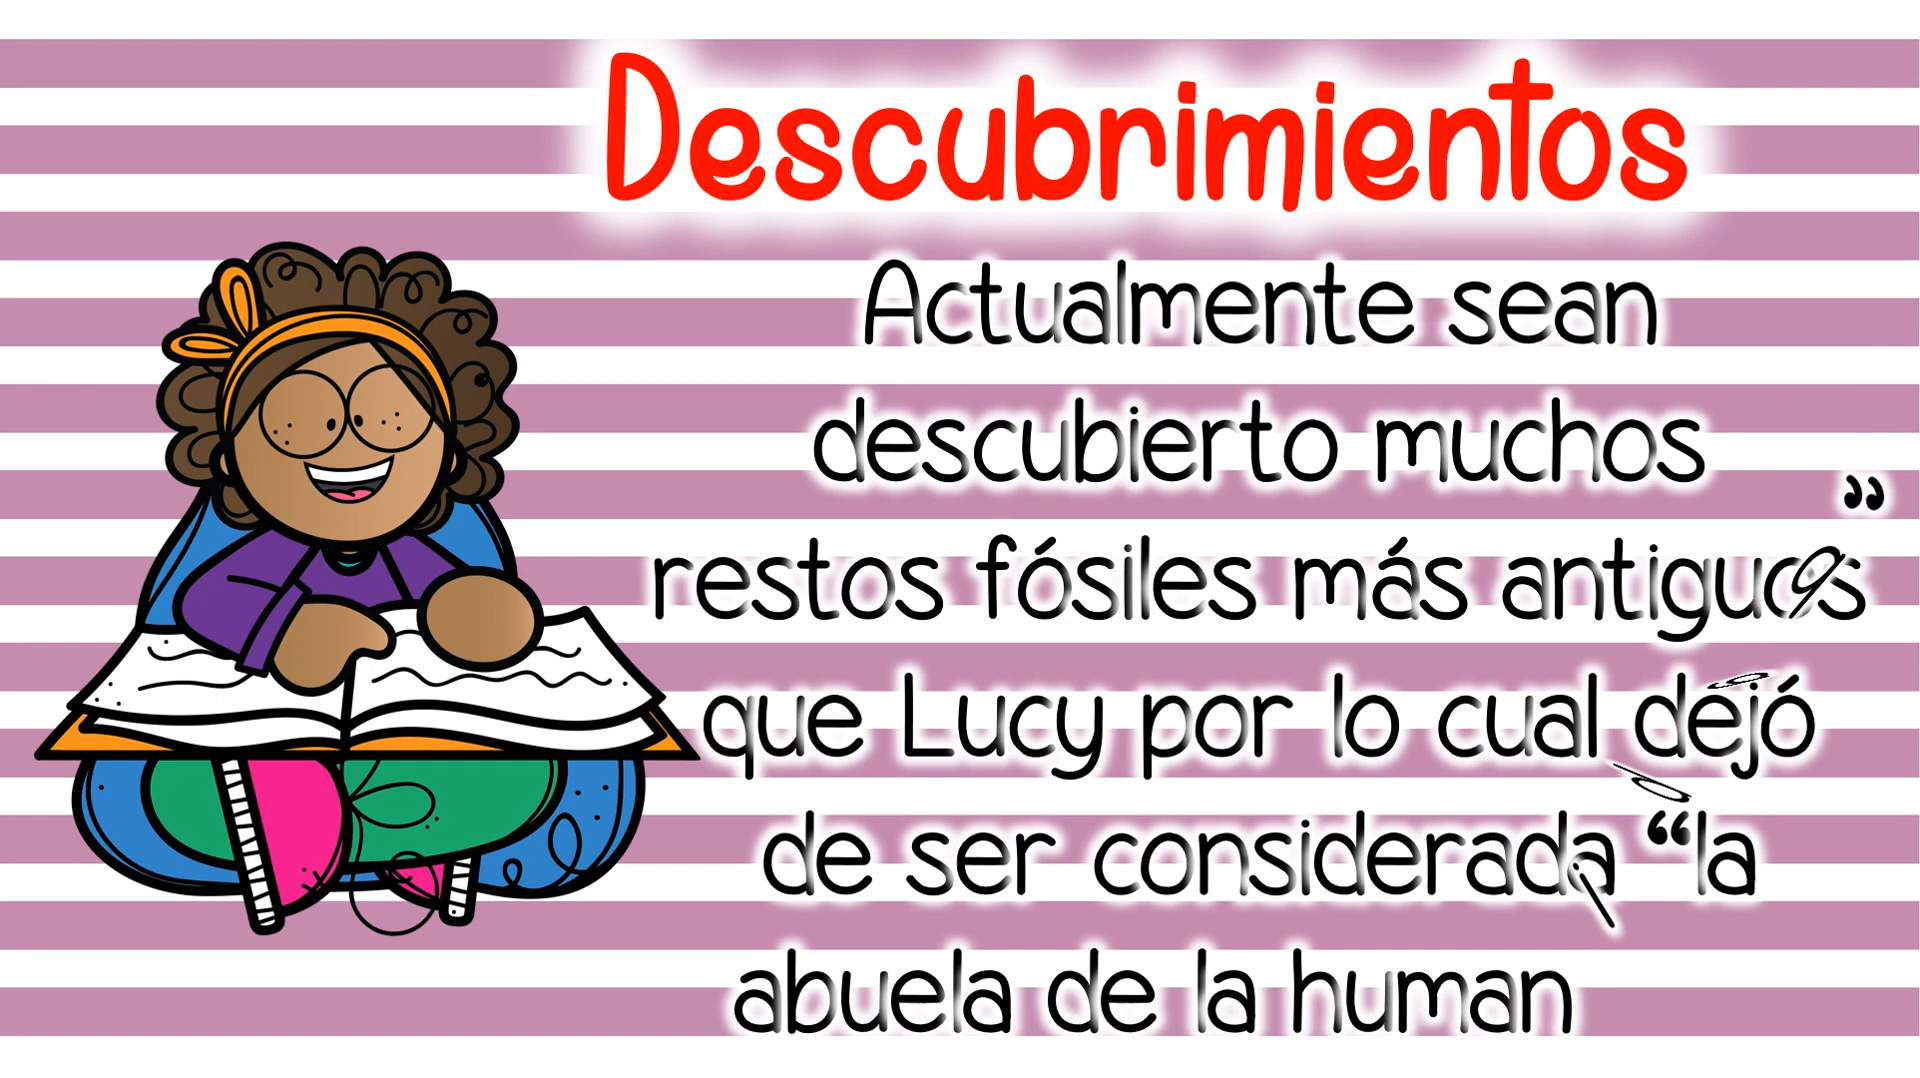 Descubrimientos
Actualmente sean
descubierto muchos
restos fósiles más antiguos
que Lucy por lo cual dejó
de ser considerada “la
abuela de la human
”